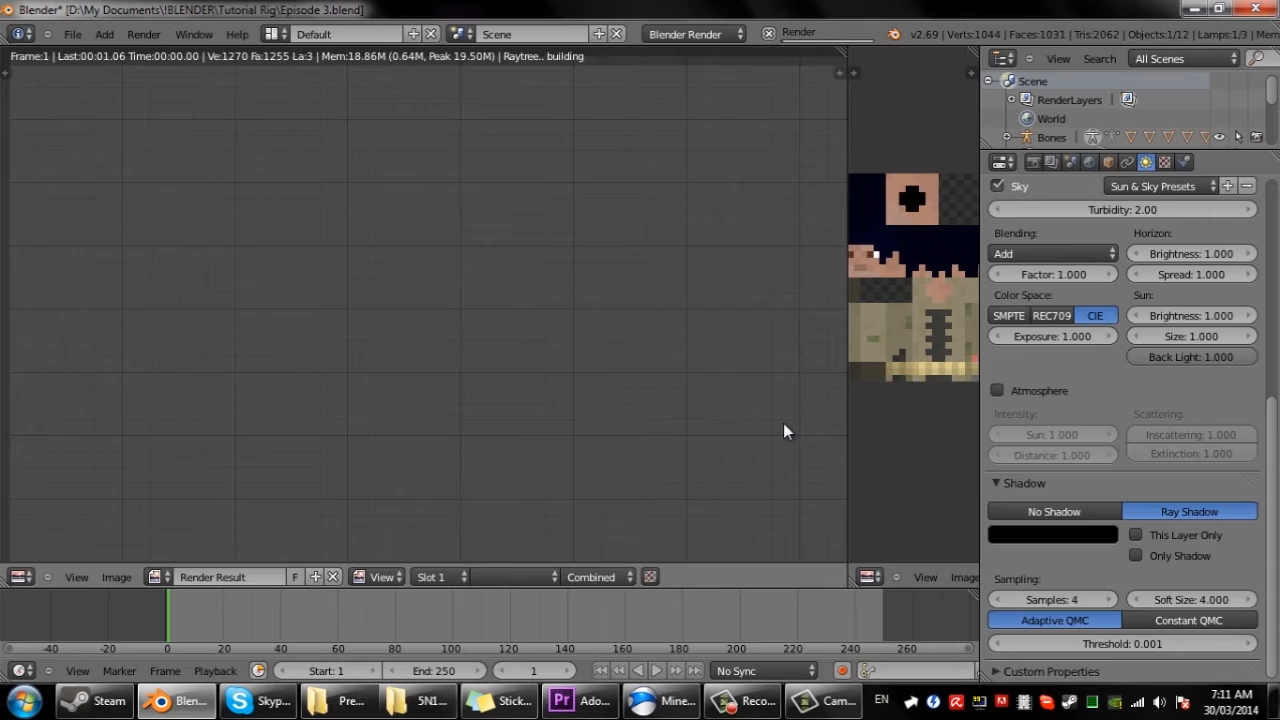 Blender* [D:\My Documents\!BLENDER\Tutorial Rig\Episode 3.blend]
File Add Render Window Help Default Scene Blender Render Render v2.69 | Verts:1044 | Faces:1031 | Tris:2062 | Objects:1/12 | Lamps:1/3 | Mem
Frame:1 | Last:00:01.06 Time:00:00.00 | Ve:1270 Fa:1255 La:3 | Mem:18.86M (0.64M, Peak 19.50M) | Raytree.. building
View Search All Scenes
Scene
RenderLayers
World
Bones
Sky Sun & Sky Presets
Turbidity: 2.00
Blending: Horizon:
Add Brightness: 1.000
Factor: 1.000 Spread: 1.000
Color Space: Sun:
SMPTE REC709 CIE Brightness: 1.000
Exposure: 1.000 Size: 1.000
Back Light: 1.000
Atmosphere
Intensity: Scattering:
Sun: 1.000 Inscattering: 1.000
Distance: 1.000 Extinction: 1.000
Shadow
No Shadow Ray Shadow
This Layer Only
Only Shadow
Sampling:
Samples: 4 Soft Size: 4.000
Adaptive QMC Constant QMC
Threshold: 0.001
Custom Properties
View Image Render Result F View Slot 1 Combined View Image
-40 -20 0 20 40 60 80 100 120 140 160 180 200 220 240 260
View Marker Frame Playback Start: 1 End: 250 1 No Sync
Steam Blen... Skyp... Pre... 5N1... Stick... Ado... Mine... Reco... Cam... EN 7:11 AM
30/03/2014